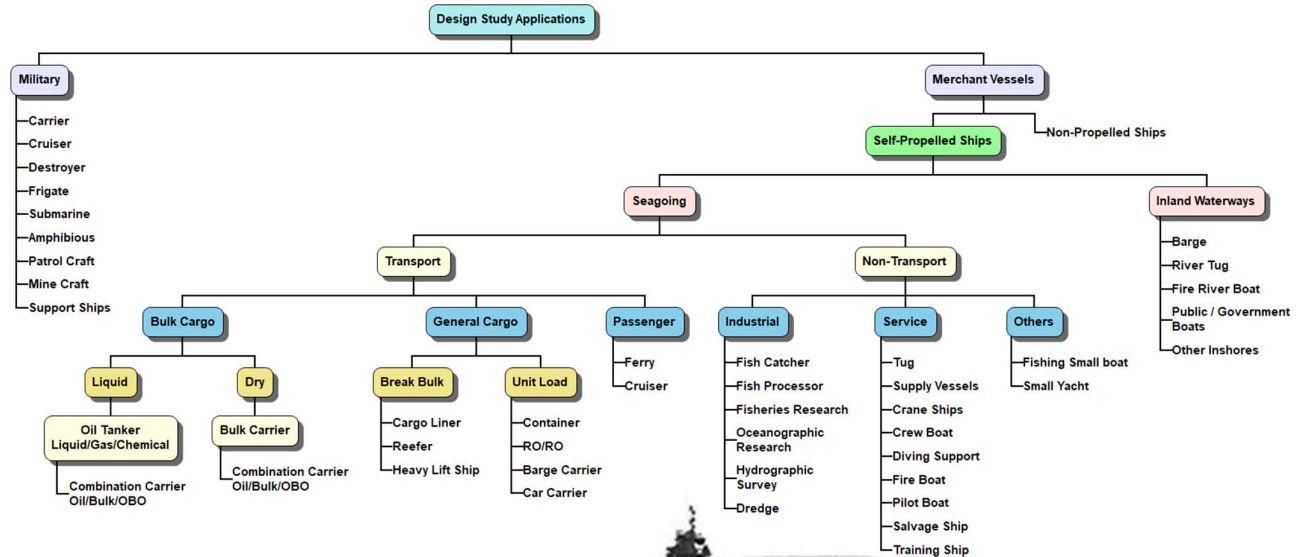 Design Study Applications
Military
Carrier
Cruiser
Destroyer
Frigate
Submarine
Amphibious
Patrol Craft
Mine Craft
Support Ships
Merchant Vessels
Self-Propelled Ships
Non-Propelled Ships
Seagoing
Inland Waterways
Barge
River Tug
Fire River Boat
Public / Government
Boats
Other Inshores
Transport
Non-Transport
Bulk Cargo
General Cargo
Passenger
Ferry
Cruiser
Liquid
Oil Tanker
Liquid/Gas/Chemical
Combination Carrier
Oil/Bulk/OBO
Dry
Bulk Carrier
Combination Carrier
Oil/Bulk/OBO
Break Bulk
Cargo Liner
Reefer
Heavy Lift Ship
Unit Load
Container
RO/RO
Barge Carrier
Car Carrier
Industrial
Fish Catcher
Fish Processor
Fisheries Research
Oceanographic
Research
Hydrographic
Survey
Dredge
Service
Tug
Supply Vessels
Crane Ships
Crew Boat
Diving Support
Fire Boat
Pilot Boat
Salvage Ship
Training Ship
Others
Fishing Small boat
Small Yacht